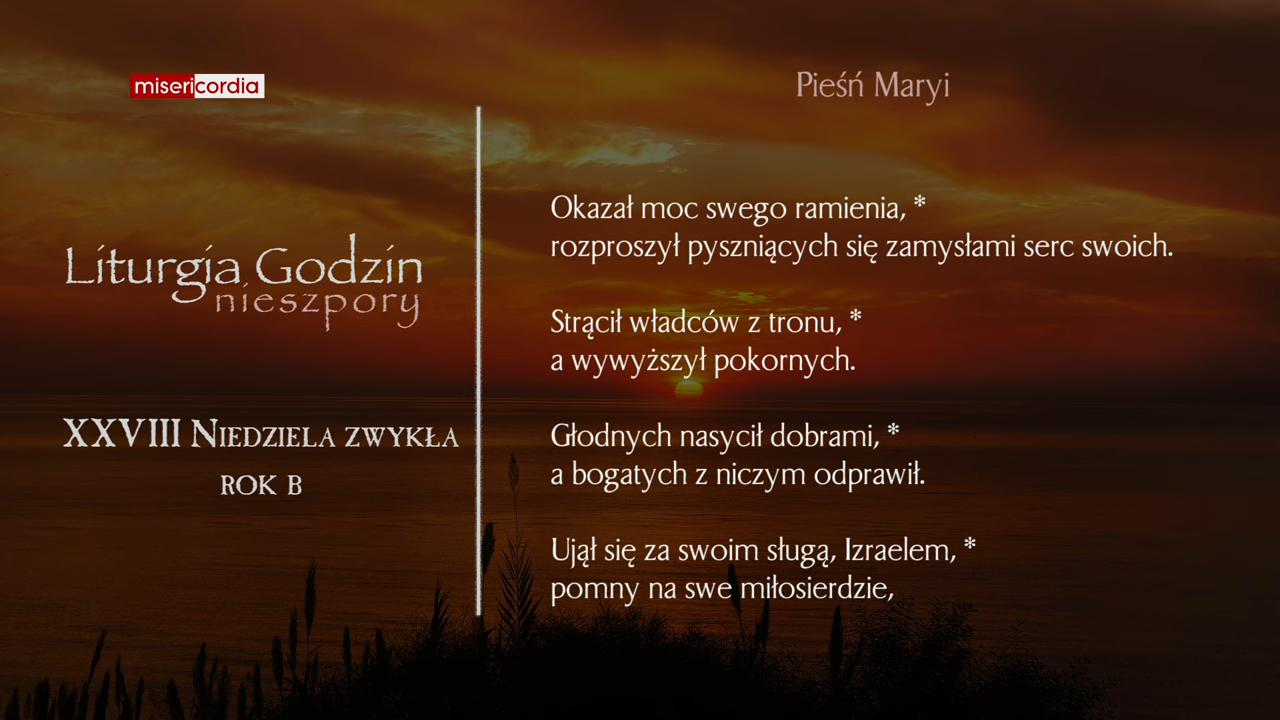 misericordia
Liturgia Godzin
nieszpory
XXVIII Niedziela zwykła
rok B
Pieśń Maryi
Okazał moc swego ramienia, *
rozproszył pyszniących się zamysłami serc swoich.
Strącił władców z tronu, *
a wywyższył pokornych.
Głodnych nasycił dobrami, *
a bogatych z niczym odprawił.
Ujął się za swoim sługą, Izraelem, *
pomny na swe miłosierdzie,